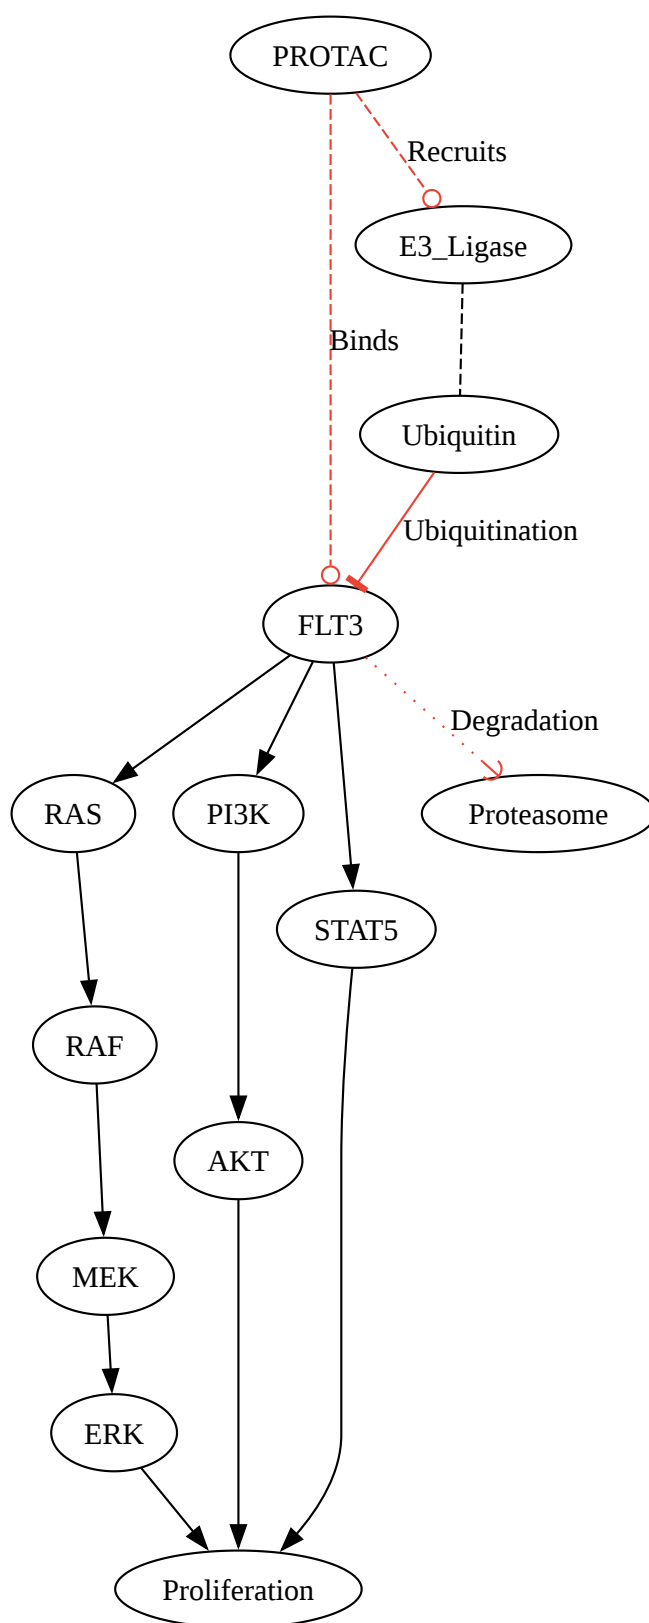 PROTAC
Recruits
E3_Ligase
Binds
Ubiquitin
Ubiquitination
FLT3
Degradation
RAS
PI3K
Proteasome
STAT5
RAF
AKT
MEK
ERK
Proliferation